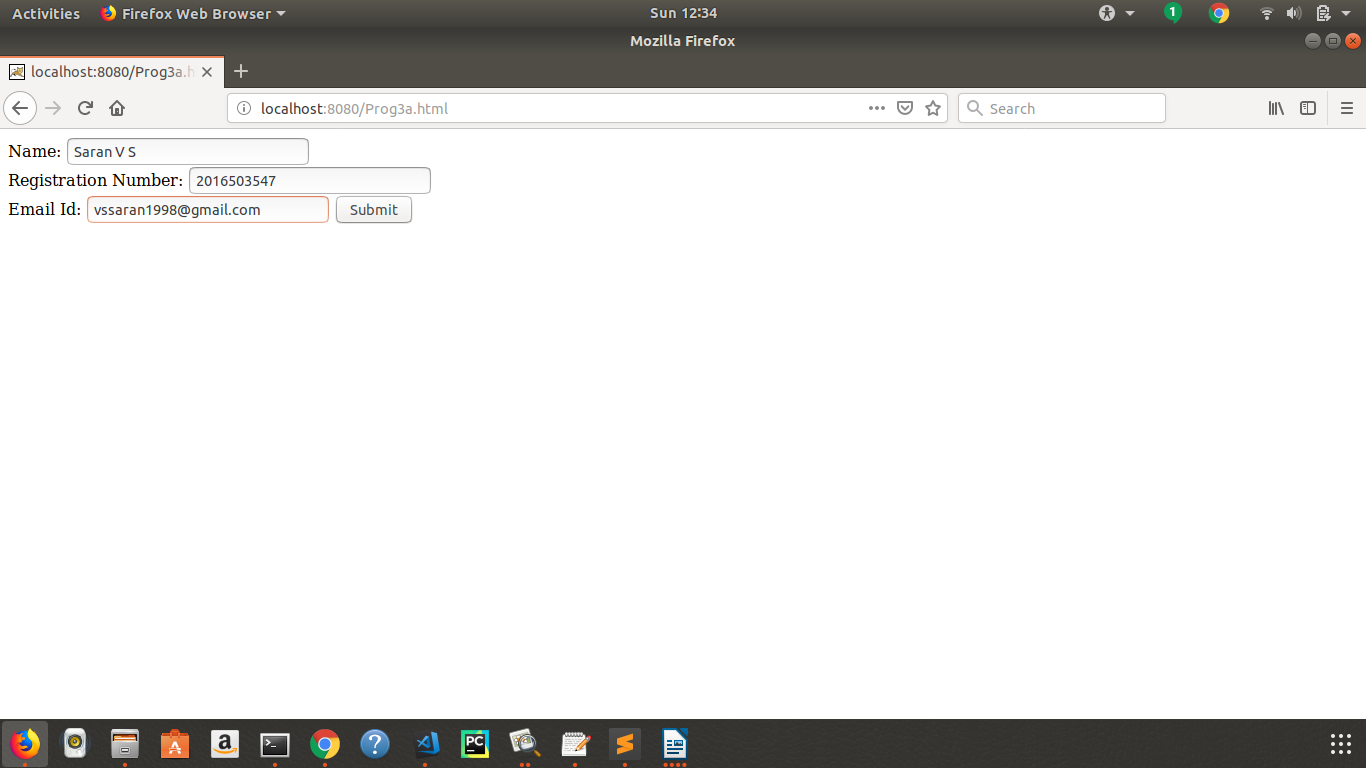 Activities Firefox Web Browser Sun 12:34 1
Mozilla Firefox
localhost:8080/Prog3a.h
localhost:8080/Prog3a.html Search
Name: Saran V S
Registration Number: 2016503547
Email Id: vssaran1998@gmail.com Submit